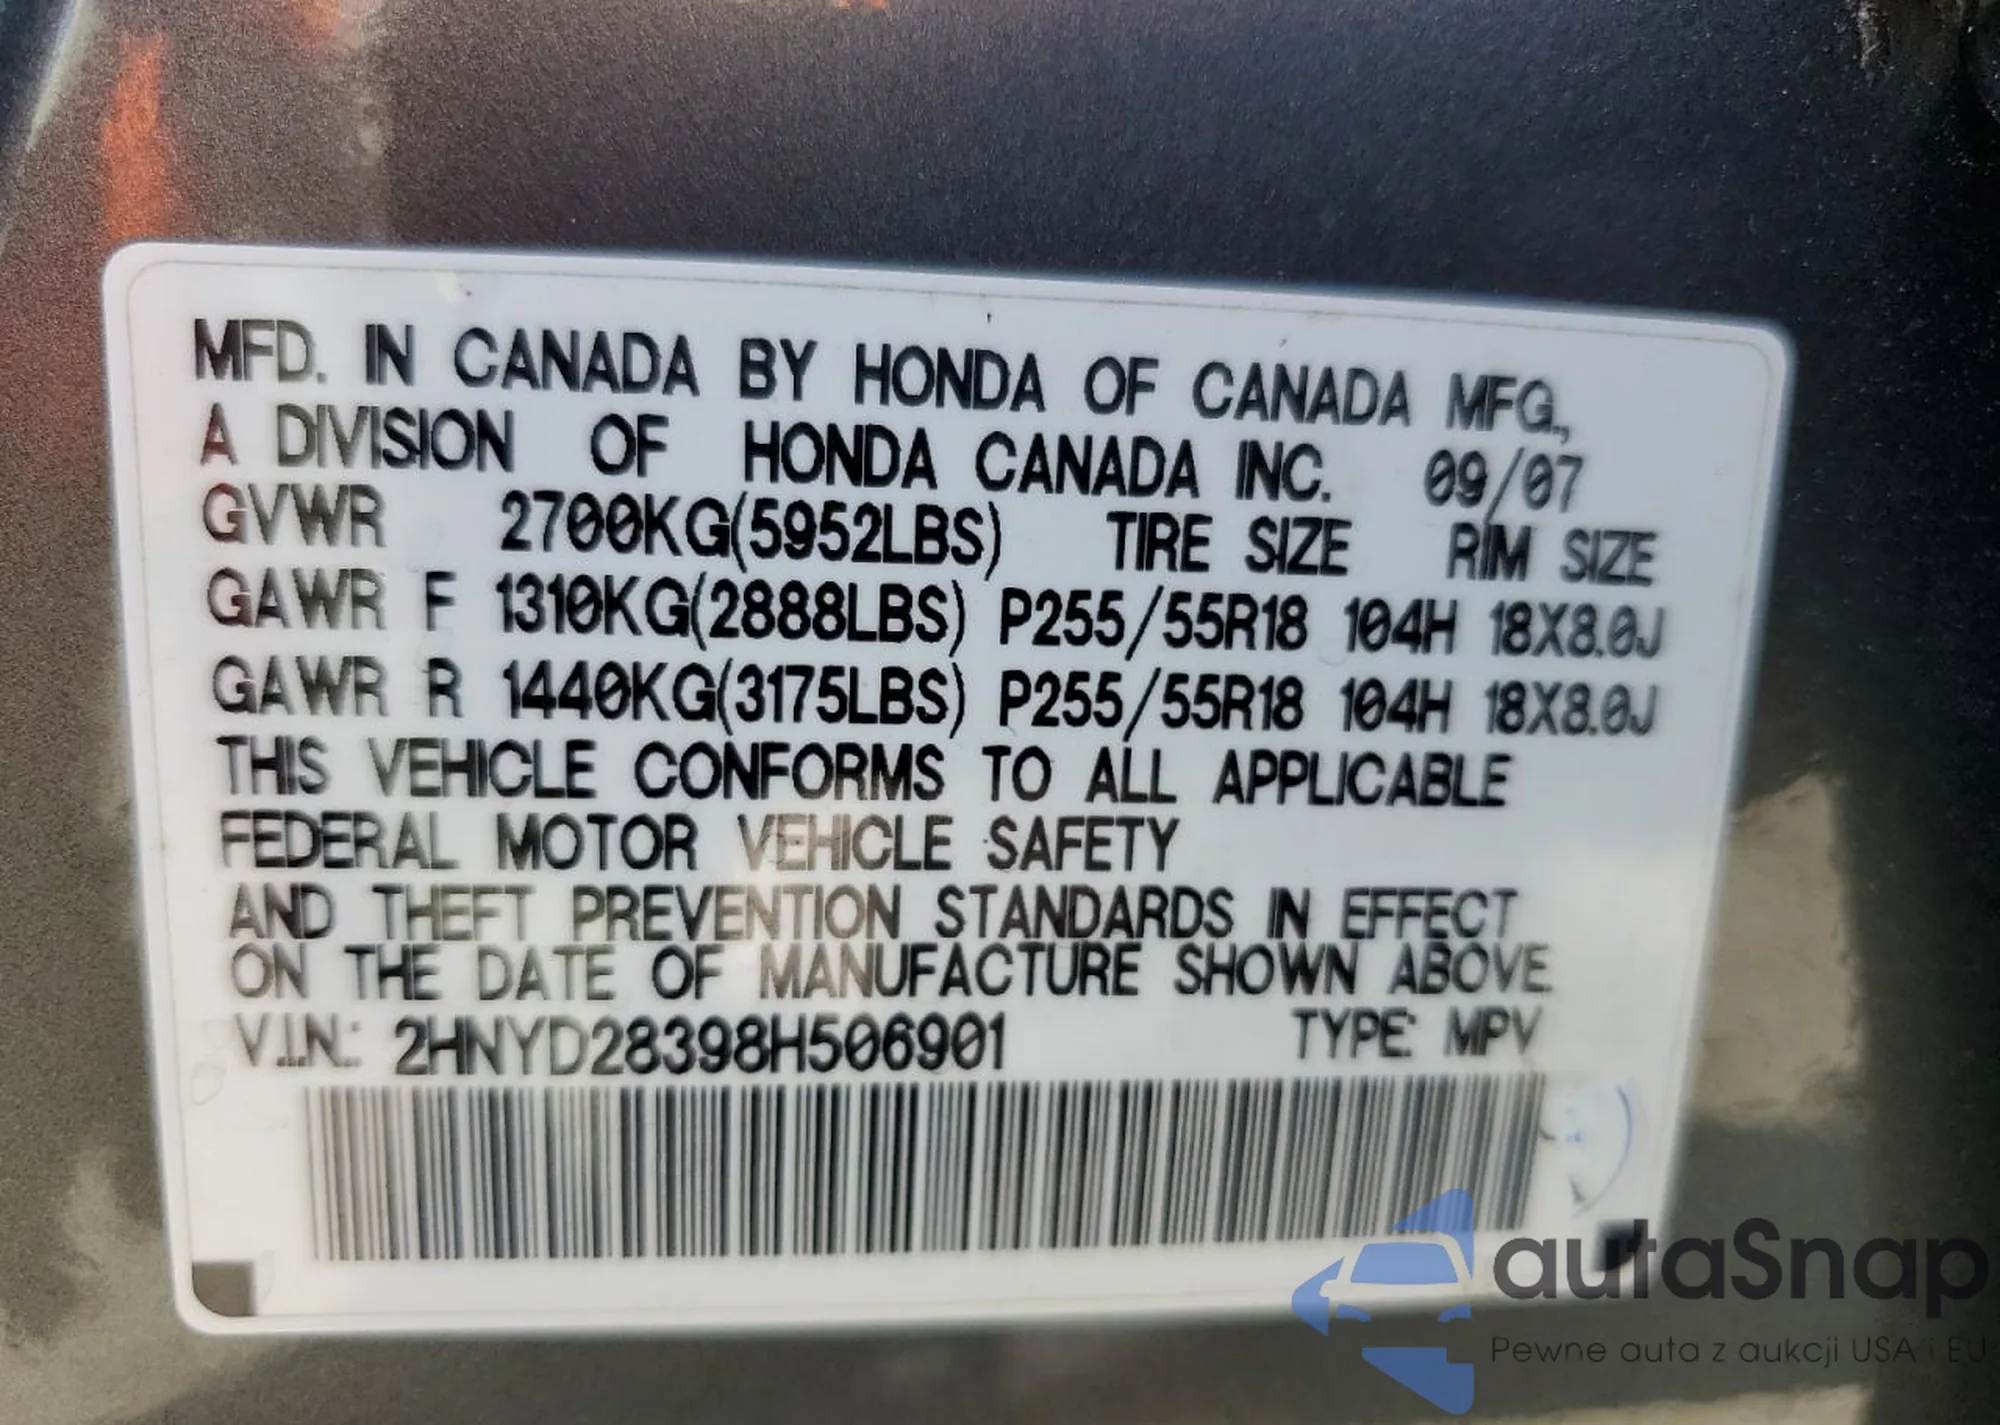 MFD. IN CANADA BY HONDA OF CANADA MFG.,
A DIVISION OF HONDA CANADA INC. 09/07
GVWR 2700KG(5952LBS) TIRE SIZE RIM SIZE
GAWR F 1310KG(2888LBS) P255/55R18 104H 18X8.0J
GAWR R 1440KG(3175LBS) P255/55R18 104H 18X8.0J
THIS VEHICLE CONFORMS TO ALL APPLICABLE
FEDERAL MOTOR VEHICLE SAFETY
AND THEFT PREVENTION STANDARDS IN EFFECT
ON THE DATE OF MANUFACTURE SHOWN ABOVE.
V.I.N.: 2HNYD28398H506901 TYPE: MPV
autaSnap
Pewne auta z aukcji USA i EU